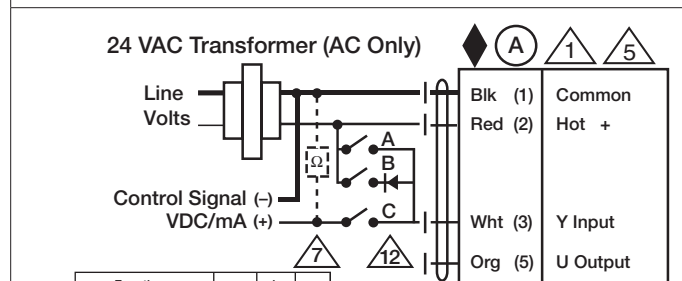 24 VAC Transformer (AC Only)
A 1 5
Line
Volts
Blk (1) Common
Red (2) Hot +
A
B
Ω
Control Signal (–)
VDC/mA (+)
C
Wht (3) Y Input
7
12
Org (5) U Output